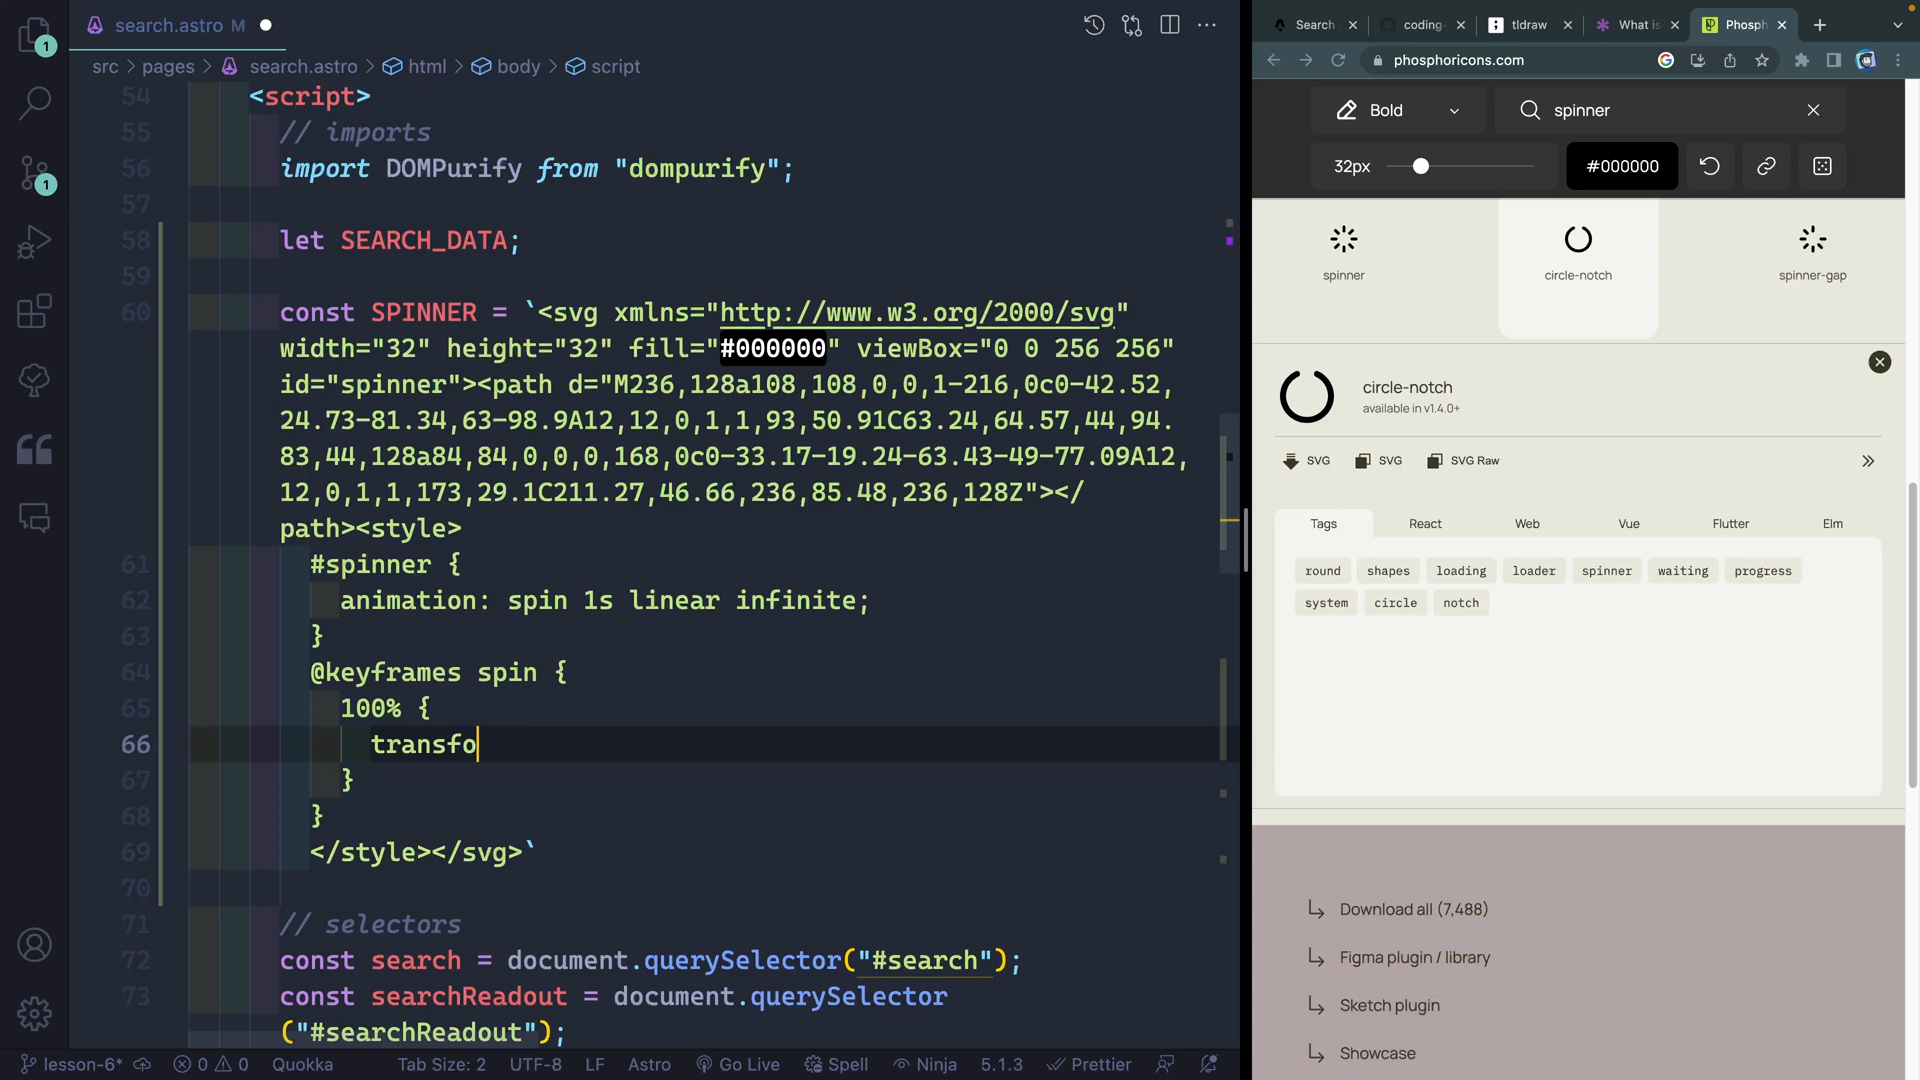 search.astro M
src > pages > search.astro > html > body > script
54 <script>
55 // imports
56 import DOMPurify from "dompurify";
57
58 let SEARCH_DATA;
59
60 const SPINNER = `<svg xmlns="http://www.w3.org/2000/svg"
width="32" height="32" fill="#000000" viewBox="0 0 256 256"
id="spinner"><path d="M236,128a108,108,0,0,1-216,0c0-42.52,
24.73-81.34,63-98.9A12,12,0,1,1,93,50.91C63.24,64.57,44,94.
83,44,128a84,84,0,0,0,168,0c0-33.17-19.24-63.43-49-77.09A12,
12,0,1,1,173,29.1C211.27,46.66,236,85.48,236,128Z"></
path><style>
61 #spinner {
62 animation: spin 1s linear infinite;
63 }
64 @keyframes spin {
65 100% {
66 transfo
67 }
68 }
69 </style></svg>`
70
71 // selectors
72 const search = document.querySelector("#search");
73 const searchReadout = document.querySelector
("#searchReadout");
1
1
lesson-6* 0 0 Quokka Tab Size: 2 UTF-8 LF Astro Go Live Spell Ninja 5.1.3 Prettier
Search coding- tldraw What is Phosph
phosphoricons.com
Bold spinner
32px #000000
spinner circle-notch spinner-gap
circle-notch
available in v1.4.0+
SVG SVG SVG Raw
Tags React Web Vue Flutter Elm
round shapes loading loader spinner waiting progress
system circle notch
Download all (7,488)
Figma plugin / library
Sketch plugin
Showcase